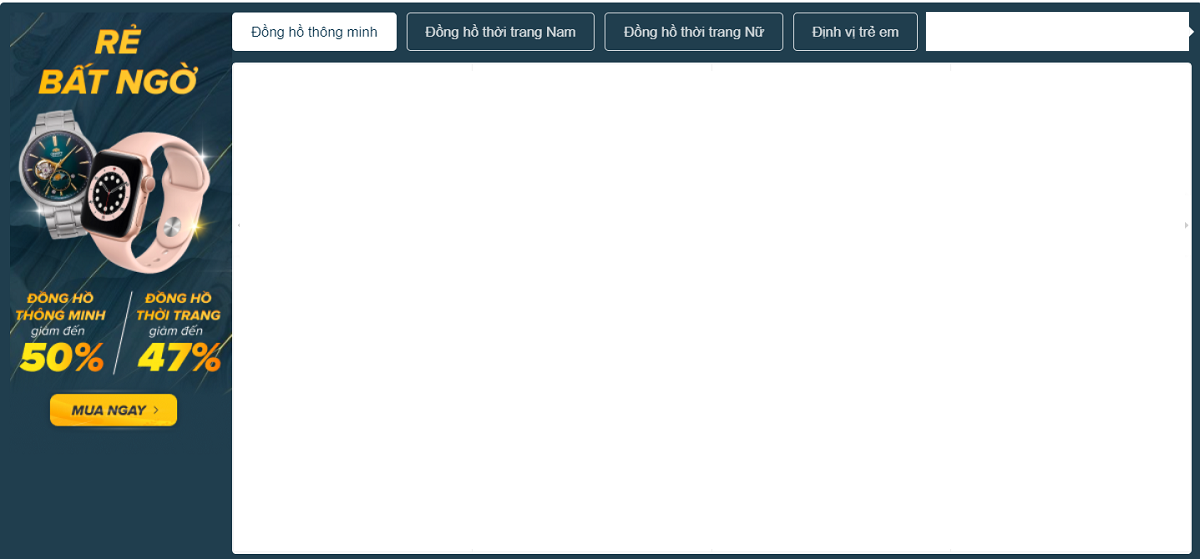 RẺ
BẤT NGỜ
ĐỒNG HỒ
THÔNG MINH
giảm đến
50%
ĐỒNG HỒ
THỜI TRANG
giảm đến
47%
MUA NGAY
Đồng hồ thông minh
Đồng hồ thời trang Nam
Đồng hồ thời trang Nữ
Định vị trẻ em